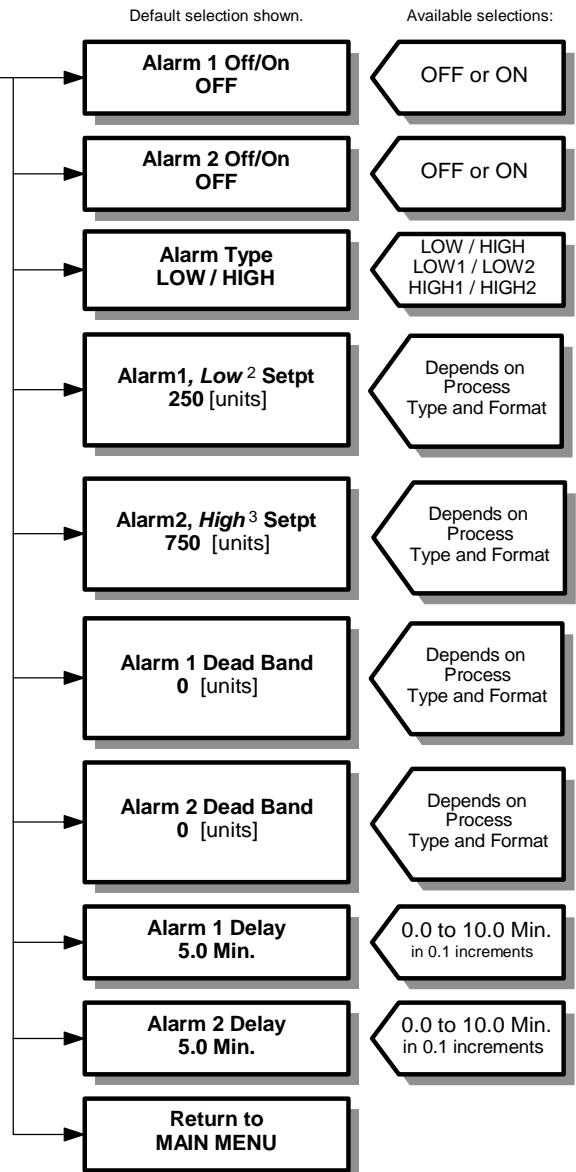 Default selection shown.
Available selections:
Alarm 1 Off/On
OFF
OFF or ON
Alarm 2 Off/On
OFF
OFF or ON
Alarm Type
LOW / HIGH
LOW / HIGH
LOW1 / LOW2
HIGH1 / HIGH2
Alarm1, Low 2 Setpt
250 [units]
Depends on
Process
Type and Format
Alarm2, High 3 Setpt
750 [units]
Depends on
Process
Type and Format
Alarm 1 Dead Band
0 [units]
Depends on
Process
Type and Format
Alarm 2 Dead Band
0 [units]
Depends on
Process
Type and Format
Alarm 1 Delay
5.0 Min.
0.0 to 10.0 Min.
in 0.1 increments
Alarm 2 Delay
5.0 Min.
0.0 to 10.0 Min.
in 0.1 increments
Return to
MAIN MENU